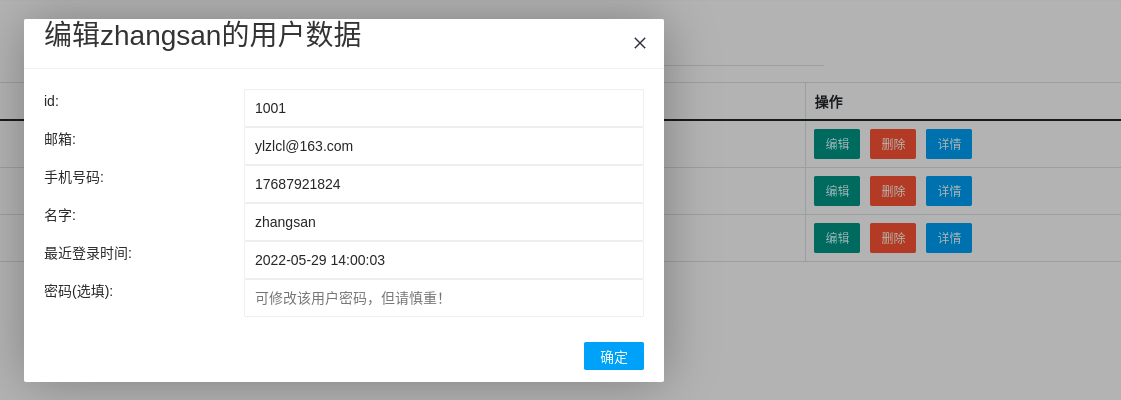 编辑zhangsan的用户数据
id:
1001
邮箱:
ylzlcl@163.com
手机号码:
17687921824
名字:
zhangsan
最近登录时间:
2022-05-29 14:00:03
密码(选填):
可修改该用户密码，但请慎重！
确定
操作
编辑 删除 详情
编辑 删除 详情
编辑 删除 详情